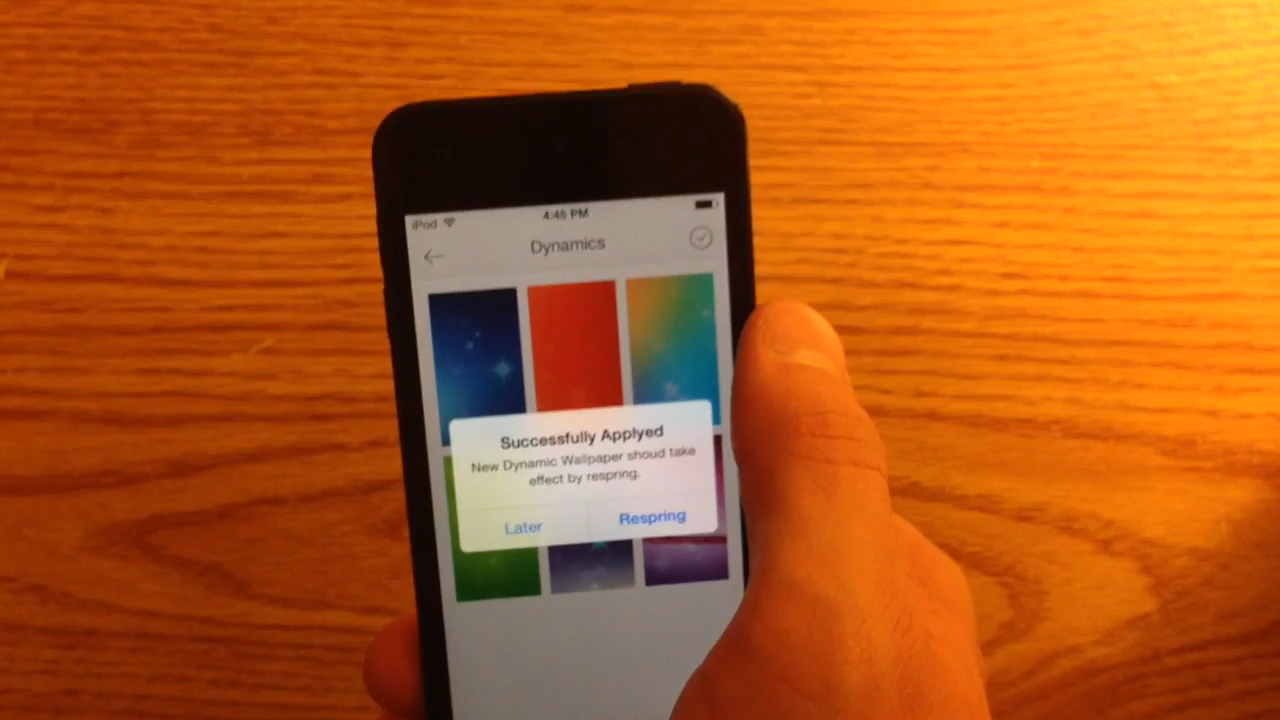 iPod 4:45 PM
Dynamics
Successfully Applyed
New Dynamic Wallpaper shoud take
effect by respring.
Later Respring